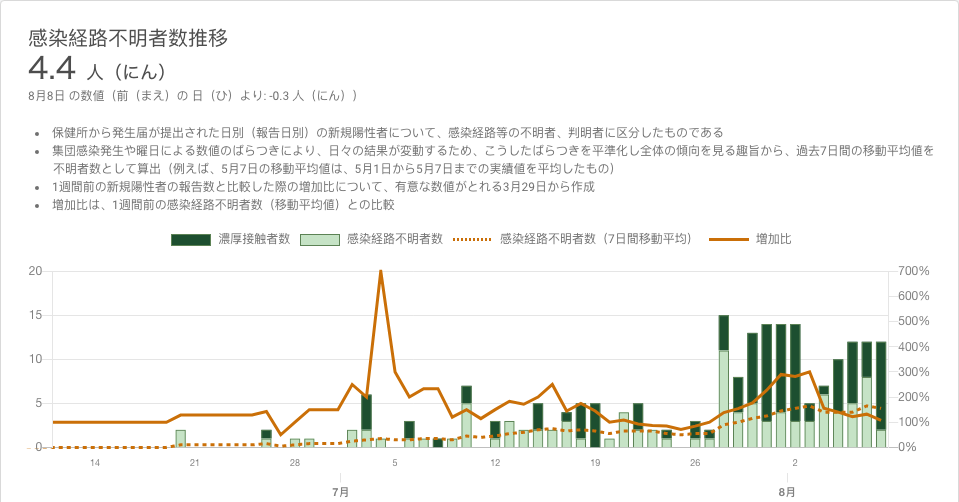 感染経路不明者数推移
4.4 人（にん）
8月8日 の数値（前（まえ）の 日（ひ）より: -0.3 人（にん））
• 保健所から発生届が提出された日別（報告日別）の新規陽性者について、感染経路等の不明者、判明者に区分したものである
• 集団感染発生や曜日による数値のばらつきにより、日々の結果が変動するため、こうしたばらつきを平準化し全体の傾向を見る趣旨から、過去7日間の移動平均値を
不明者数として算出（例えば、5月7日の移動平均値は、5月1日から5月7日までの実績値を平均したもの）
• 1週間前の新規陽性者の報告数と比較した際の増加比について、有意な数値がとれる3月29日から作成
• 増加比は、1週間前の感染経路不明者数（移動平均値）との比較
濃厚接触者数 感染経路不明者数 感染経路不明者数（7日間移動平均） 増加比
20 700%
600%
15 500%
400%
10 300%
5 200%
100%
0 0%
14 21 28 5 12 19 26 2
7月 8月